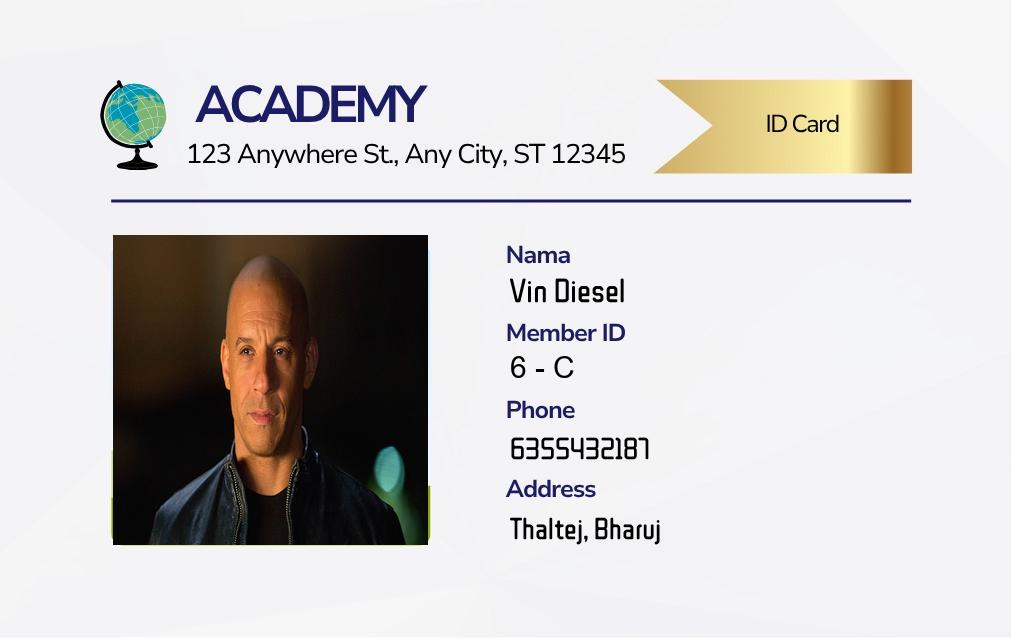 ACADEMY
123 Anywhere St., Any City, ST 12345
ID Card
Nama
Vin Diesel
Member ID
6 - C
Phone
6355432187
Address
Thaltej, Bharuj